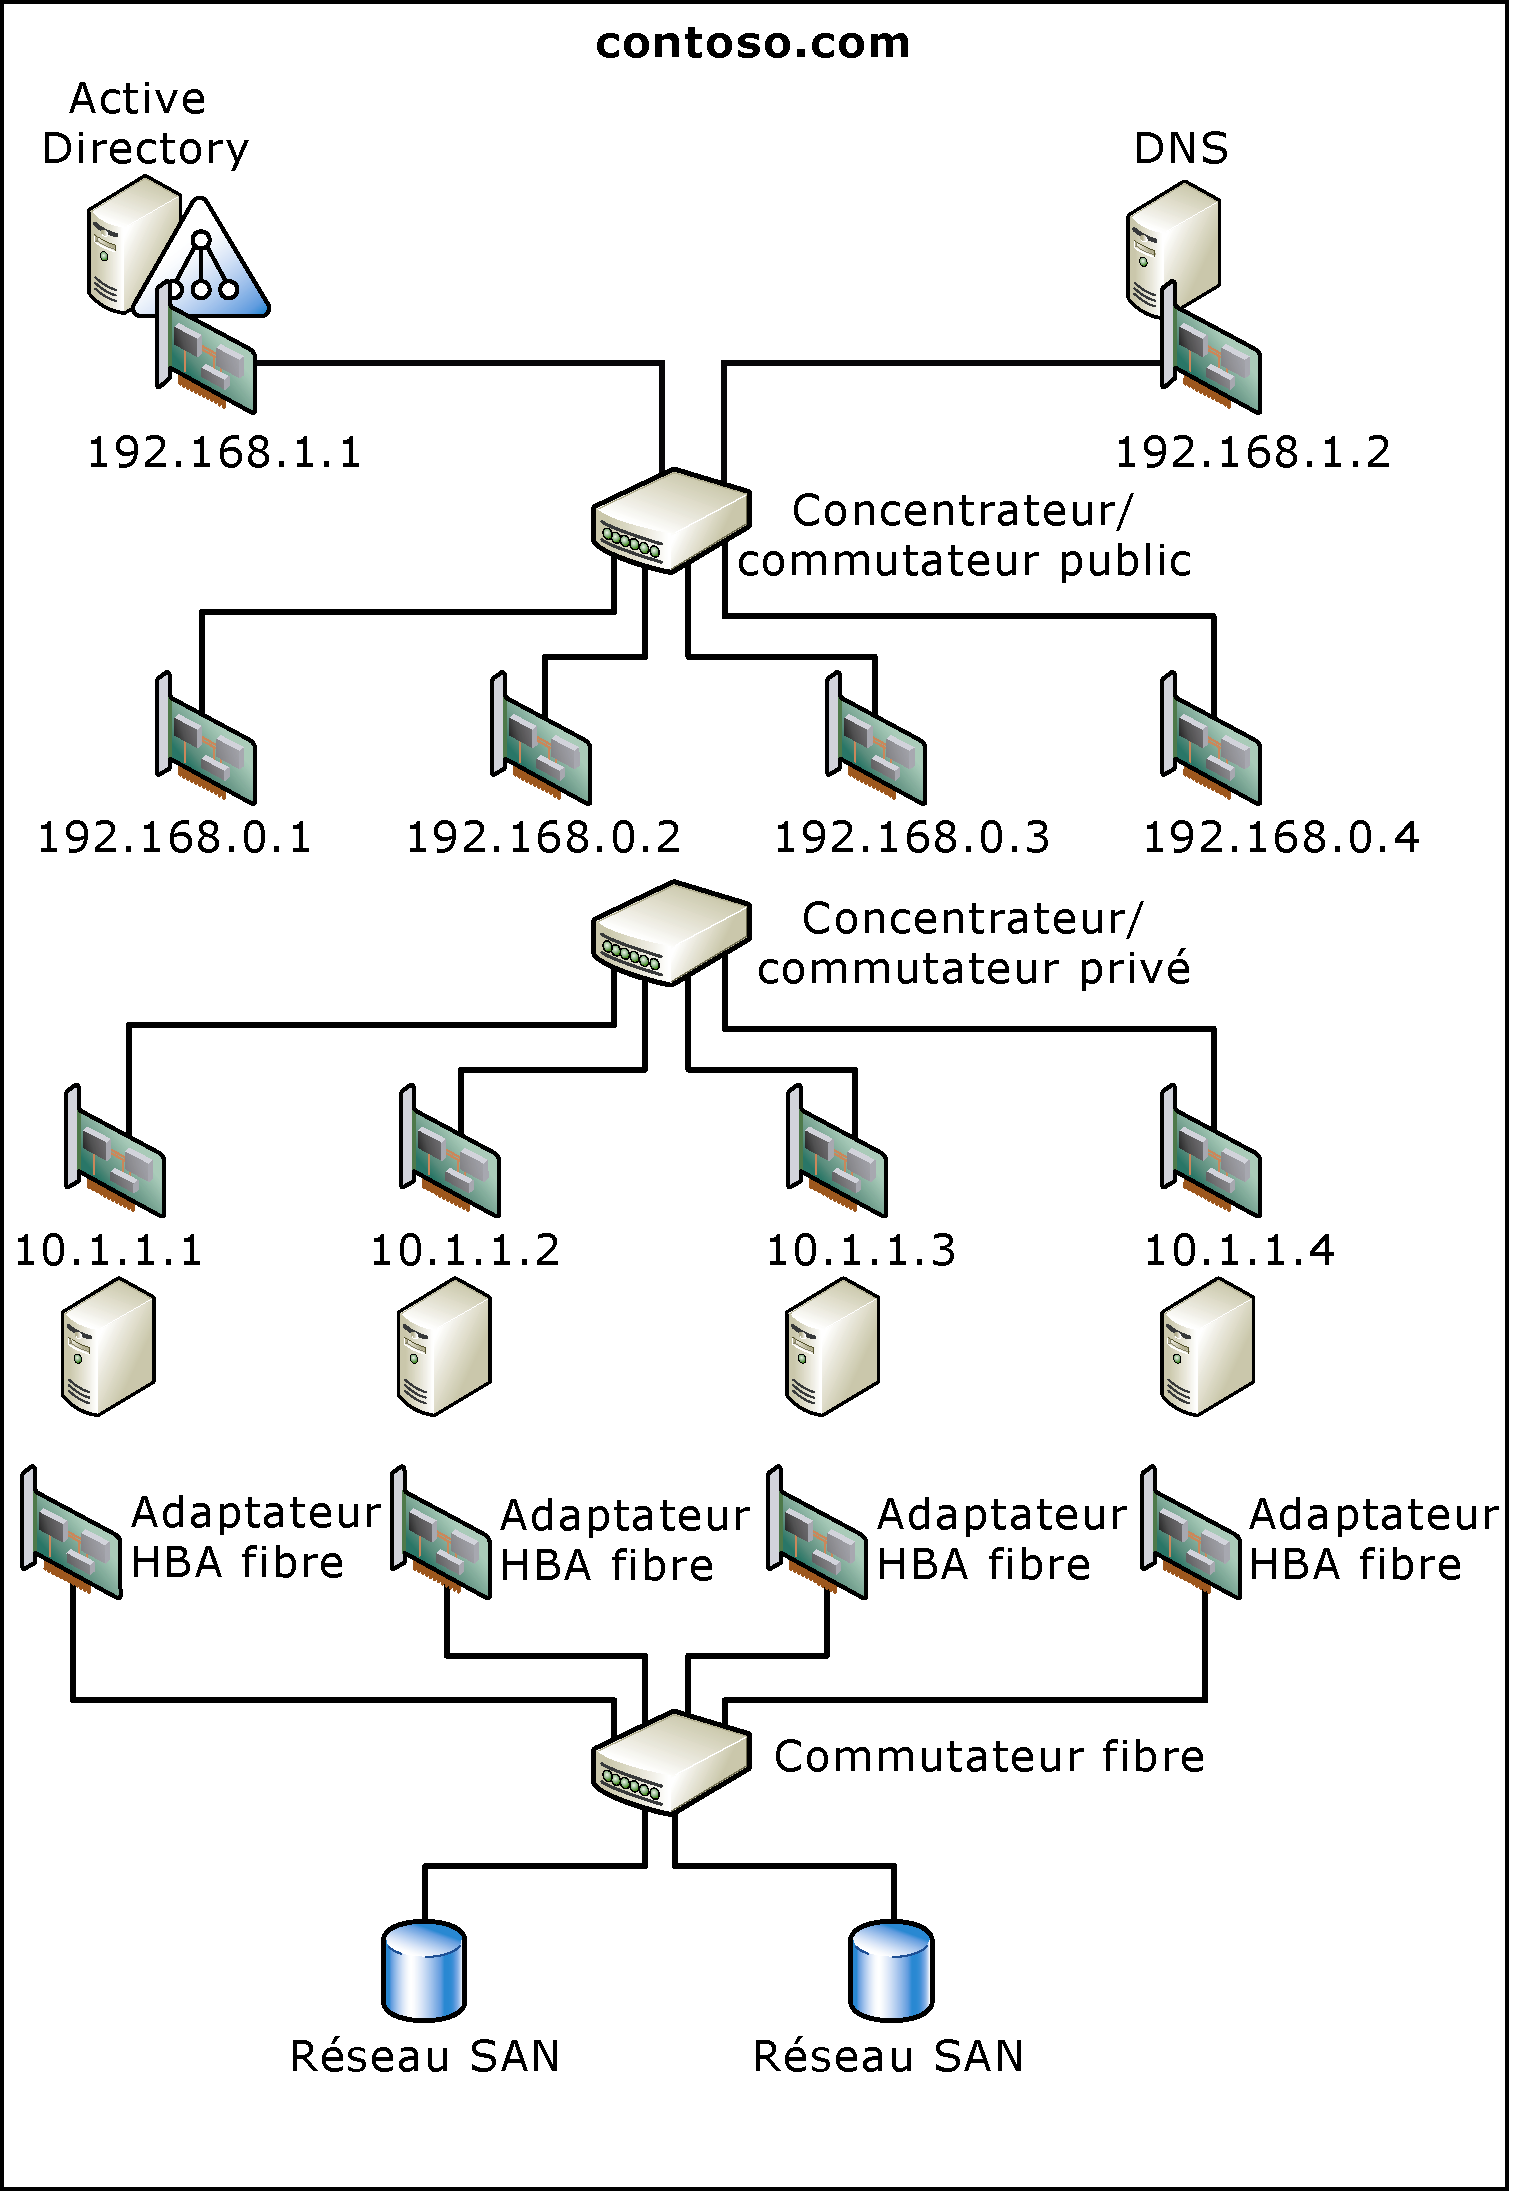 contoso.com
Active
Directory
DNS
192.168.1.1
192.168.1.2
Concentrateur/
commutateur public
192.168.0.1
192.168.0.2
192.168.0.3
192.168.0.4
Concentrateur/
commutateur privé
10.1.1.1
10.1.1.2
10.1.1.3
10.1.1.4
Adaptateur
HBA fibre
Adaptateur
HBA fibre
Adaptateur
HBA fibre
Adaptateur
HBA fibre
Commutateur fibre
Réseau SAN
Réseau SAN